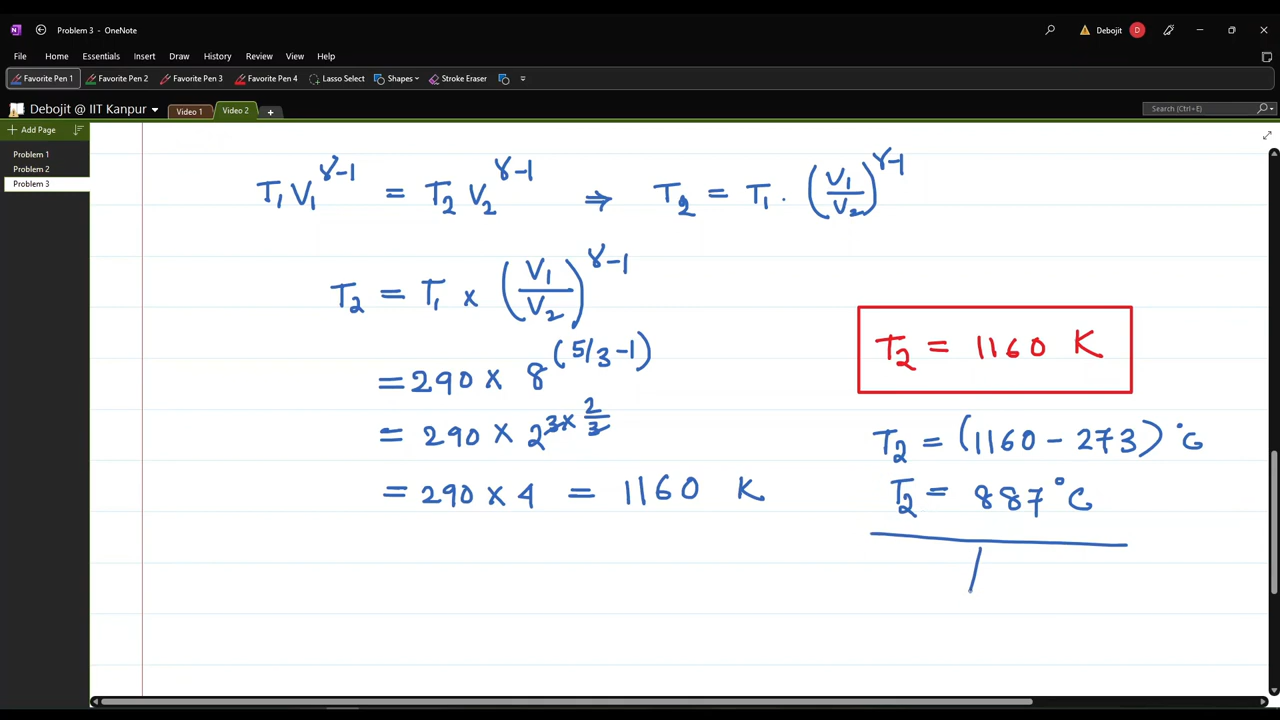 Problem 3 - OneNote
Debojit D
File Home Essentials Insert Draw History Review View Help
Favorite Pen 1 Favorite Pen 2 Favorite Pen 3 Favorite Pen 4 Lasso Select Shapes Stroke Eraser
Debojit @ IIT Kanpur Video 1 Video 2 + Search (Ctrl+E)
+ Add Page
Problem 1
Problem 2
Problem 3
T₁V₁^(γ-1) = T₂V₂^(γ-1) ⇒ T₂ = T₁ · (V₁/V₂)^(γ-1)
T₂ = T₁ × (V₁/V₂)^(γ-1)
= 290 × 8^(5/3 -1)
= 290 × 2^(3 × 2/3)
= 290 × 4 = 1160 K
T₂ = 1160 K
T₂ = (1160 - 273) °C
T₂ = 887 °C